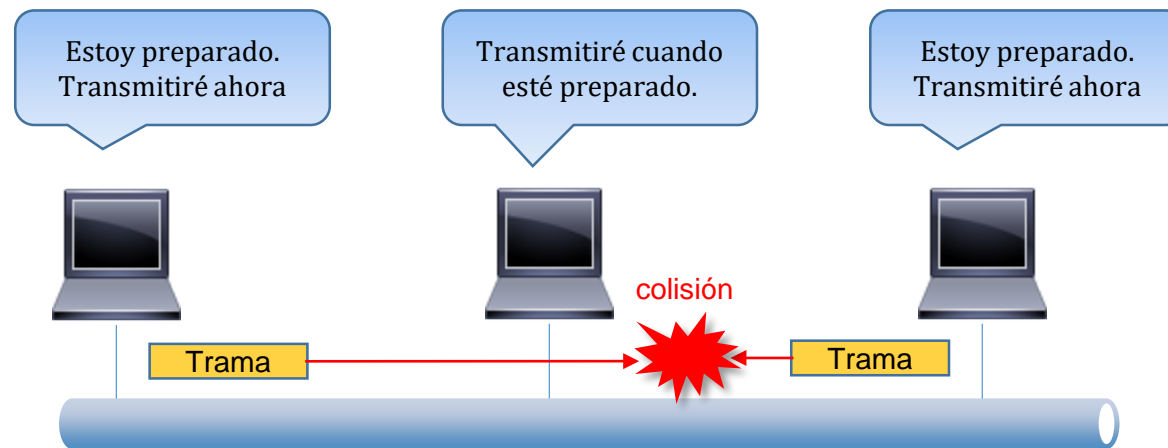 Estoy preparado.
Transmitiré ahora
Transmitiré cuando
esté preparado.
Estoy preparado.
Transmitiré ahora
colisión
Trama
Trama